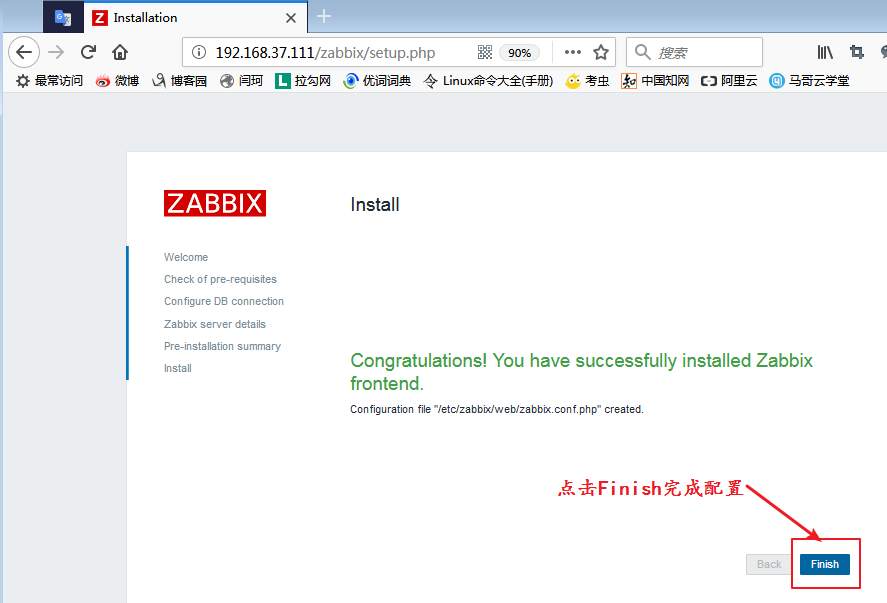 Installation
192.168.37.111/zabbix/setup.php
90%
搜索
最常访问 微博 博客园 闫珂 拉勾网 优词词典 Linux命令大全(手册) 考虫 中国知网 阿里云 马哥云学堂
ZABBIX
Install
Welcome
Check of pre-requisites
Configure DB connection
Zabbix server details
Pre-installation summary
Install
Congratulations! You have successfully installed Zabbix
frontend.
Configuration file "/etc/zabbix/web/zabbix.conf.php" created.
点击Finish完成配置
Back Finish